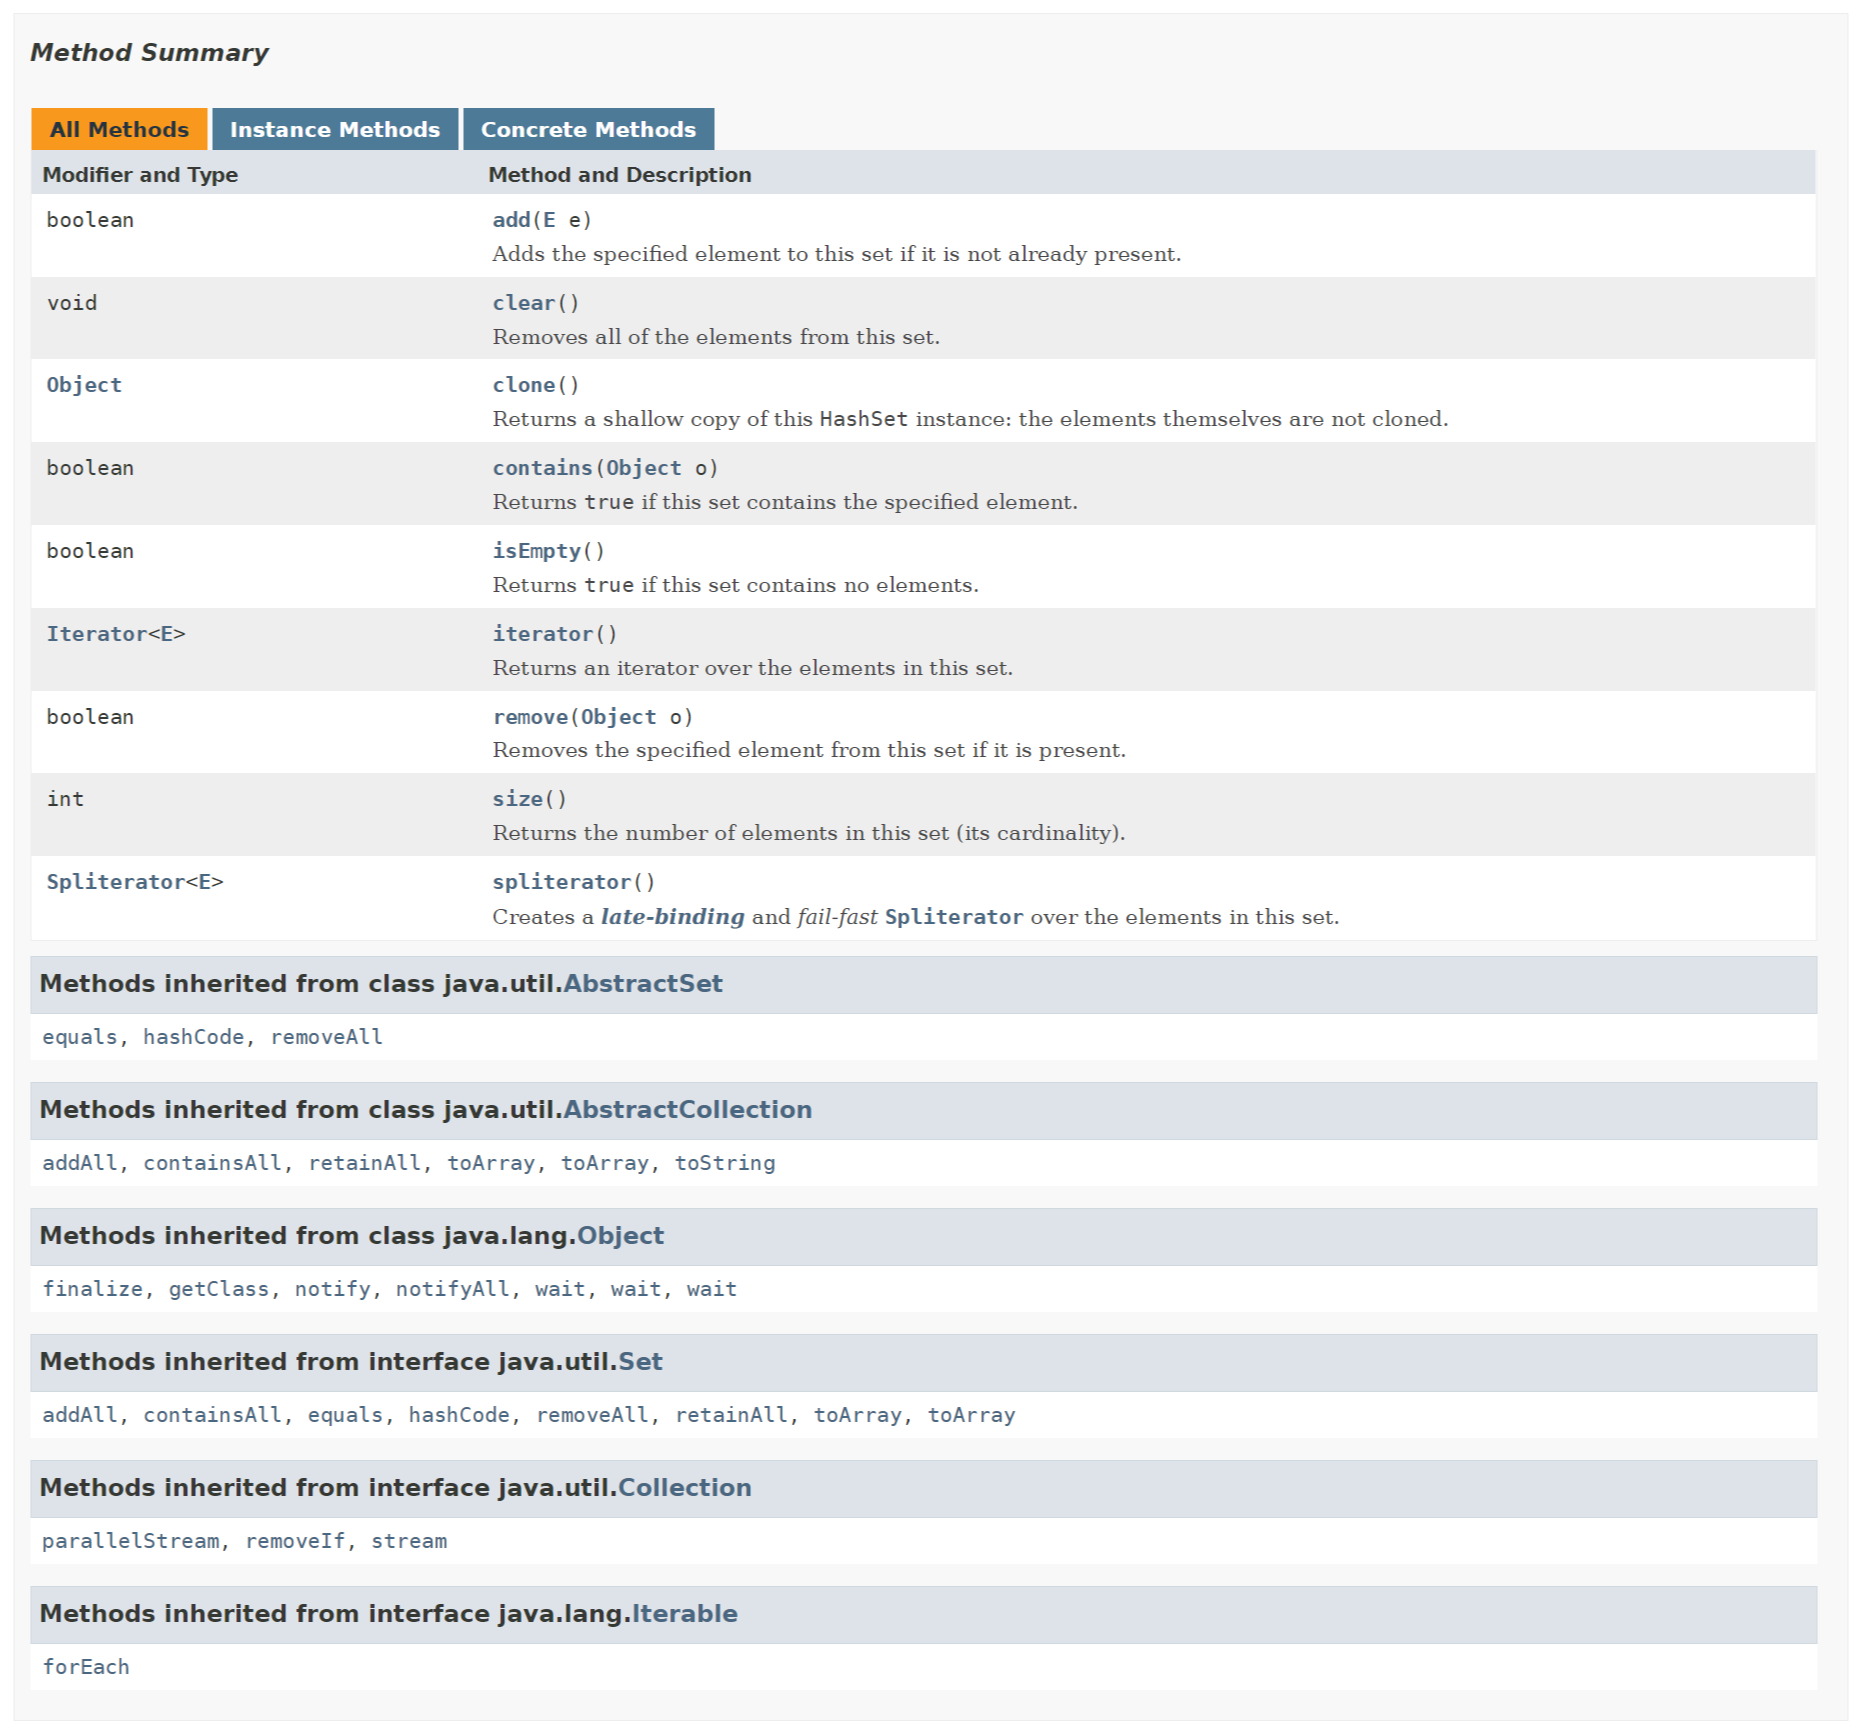 Method Summary
All Methods Instance Methods Concrete Methods
Modifier and Type Method and Description
boolean add(E e)
Adds the specified element to this set if it is not already present.
void clear()
Removes all of the elements from this set.
Object clone()
Returns a shallow copy of this HashSet instance: the elements themselves are not cloned.
boolean contains(Object o)
Returns true if this set contains the specified element.
boolean isEmpty()
Returns true if this set contains no elements.
Iterator<E> iterator()
Returns an iterator over the elements in this set.
boolean remove(Object o)
Removes the specified element from this set if it is present.
int size()
Returns the number of elements in this set (its cardinality).
Spliterator<E> spliterator()
Creates a late-binding and fail-fast Spliterator over the elements in this set.
Methods inherited from class java.util.AbstractSet
equals, hashCode, removeAll
Methods inherited from class java.util.AbstractCollection
addAll, containsAll, retainAll, toArray, toArray, toString
Methods inherited from class java.lang.Object
finalize, getClass, notify, notifyAll, wait, wait, wait
Methods inherited from interface java.util.Set
addAll, containsAll, equals, hashCode, removeAll, retainAll, toArray, toArray
Methods inherited from interface java.util.Collection
parallelStream, removeIf, stream
Methods inherited from interface java.lang.Iterable
forEach